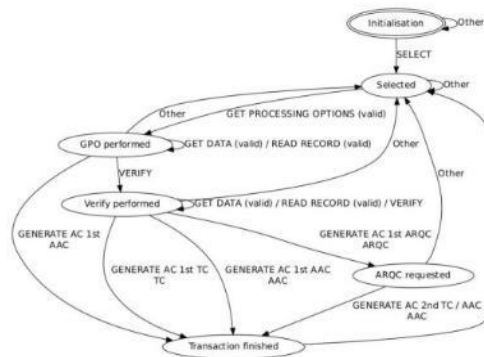 Initialisation
Other
SELECT
Selected
Other
Other
GET PROCESSING OPTIONS (valid)
GPO performed
GET DATA (valid) / READ RECORD (valid)
Other
VERIFY
Other
Verify performed
GET DATA (valid) / READ RECORD (valid) / VERIFY
GENERATE AC 1st
AAC
GENERATE AC 1st TC
TC
GENERATE AC 1st AAC
AAC
GENERATE AC 1st ARQC
ARQC
ARQC requested
GENERATE AC 2nd TC / AAC
AAC
Transaction finished